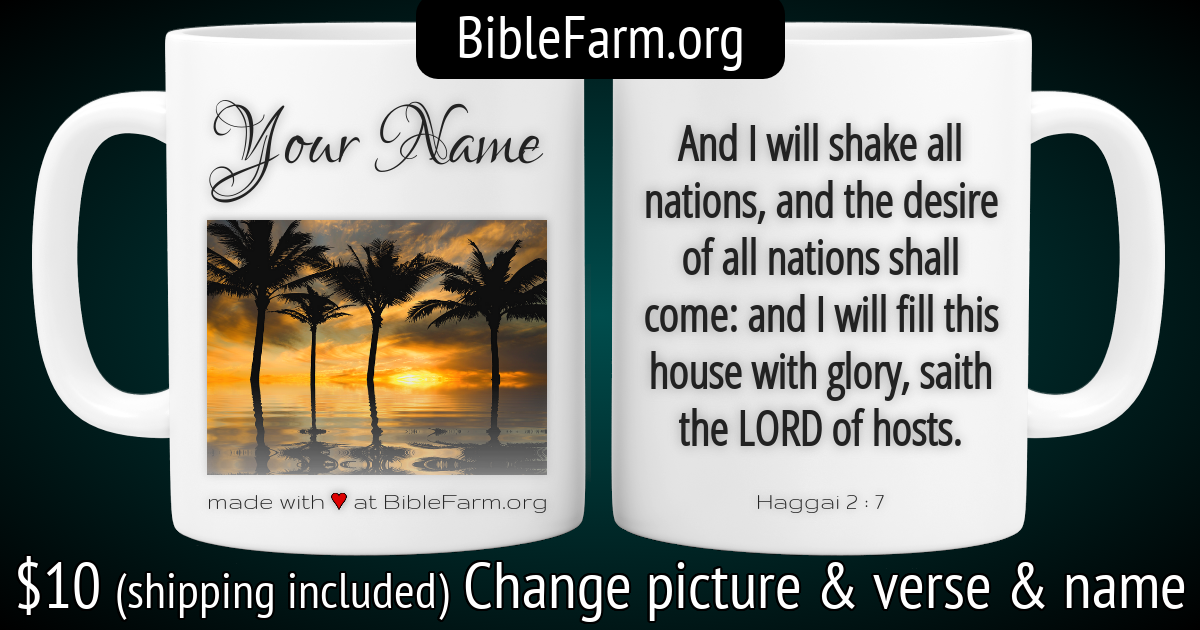 BibleFarm.org
Your Name
made with ♥ at BibleFarm.org
And I will shake all
nations, and the desire
of all nations shall
come: and I will fill this
house with glory, saith
the LORD of hosts.
Haggai 2 : 7
$10 (shipping included) Change picture & verse & name